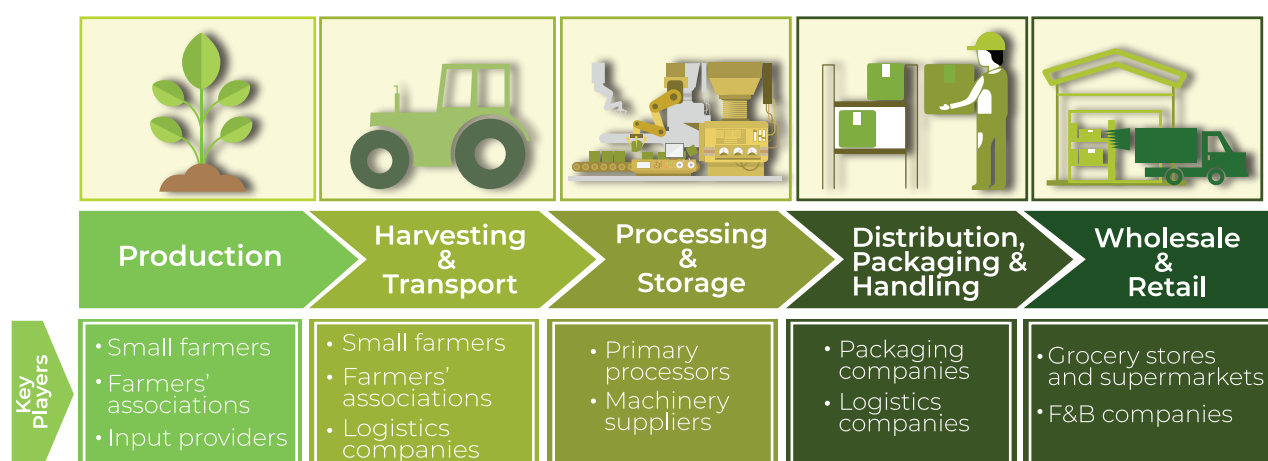 Production
Harvesting
&
Transport
Processing
&
Storage
Distribution,
Packaging &
Handling
Wholesale
&
Retail
Key
Players
• Small farmers
• Farmers'
associations
• Input providers
• Small farmers
• Farmers'
associations
• Logistics
companies
• Primary
processors
• Machinery
suppliers
• Packaging
companies
• Logistics
companies
• Grocery stores
and supermarkets
• F&B companies